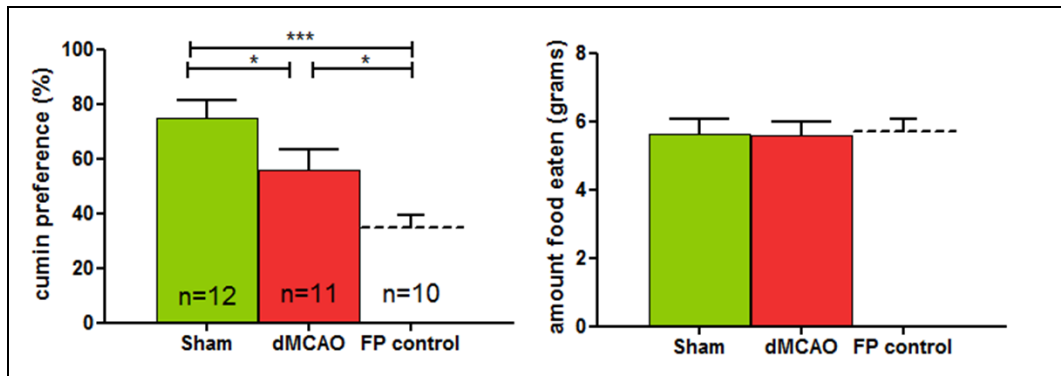 cumin preference (%)
100
80
60
40
20
0
***
*
*
n=12
n=11
n=10
Sham
dMCAO
FP control
amount food eaten (grams)
8
6
4
2
0
Sham
dMCAO
FP control